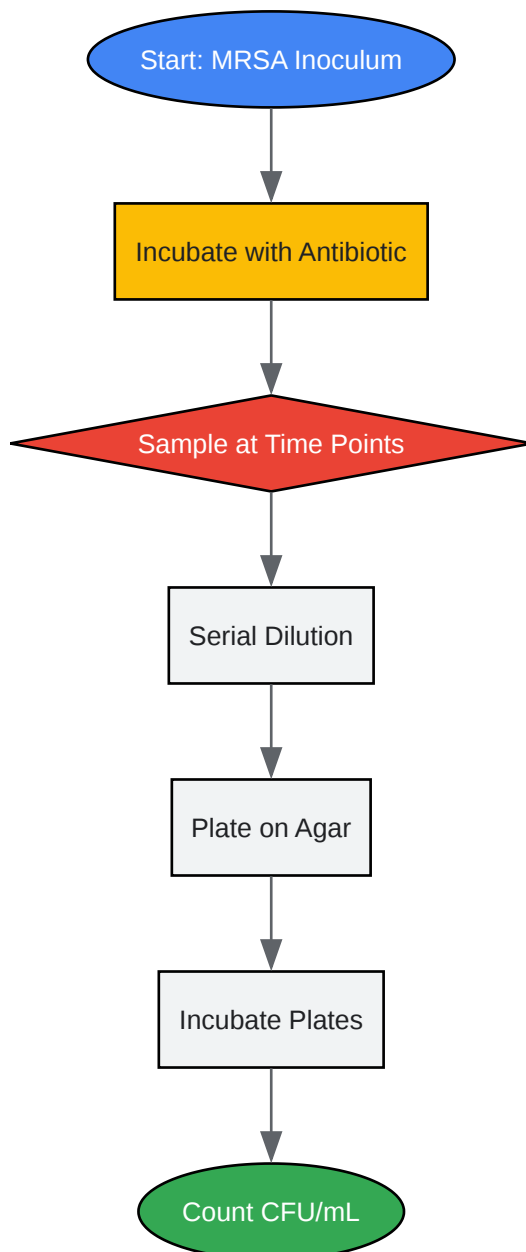 Start: MRSA Inoculum
Incubate with Antibiotic
Sample at Time Points
Serial Dilution
Plate on Agar
Incubate Plates
Count CFU/mL